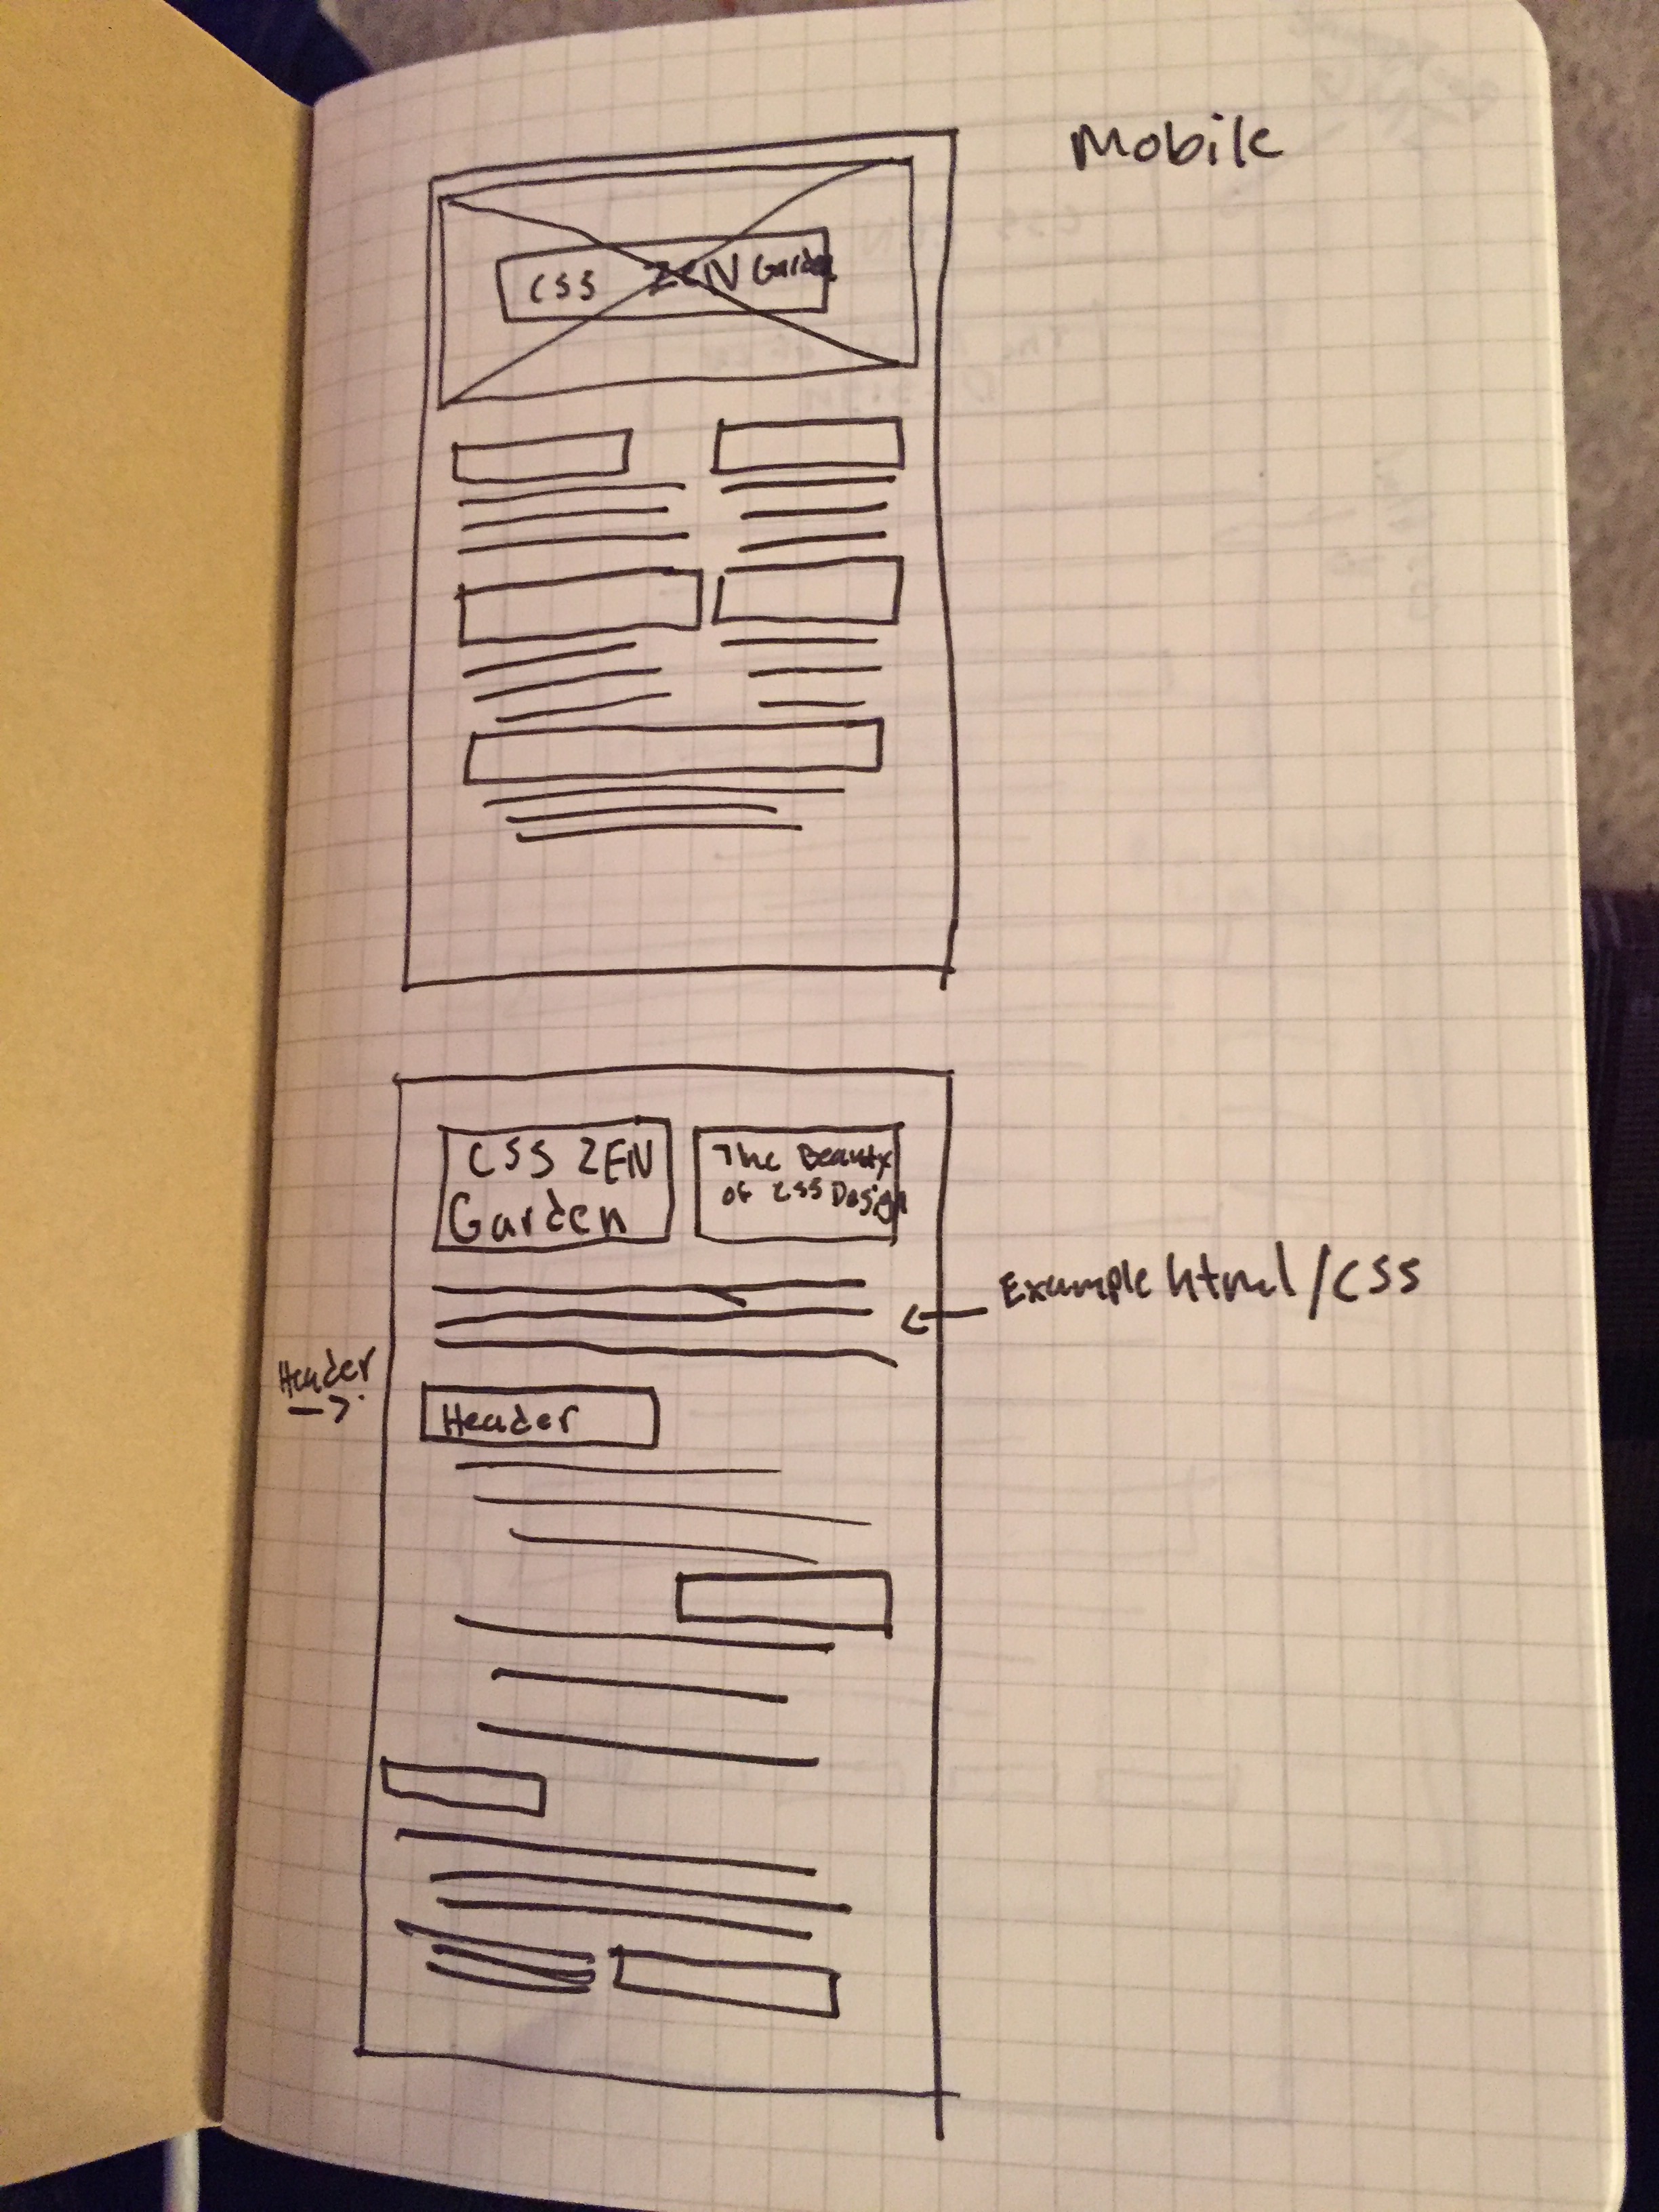 Mobile
CSS ZEN Garden
CSS ZEN
Garden
The Beauty
of CSS Design
Example html/CSS
Header
Header